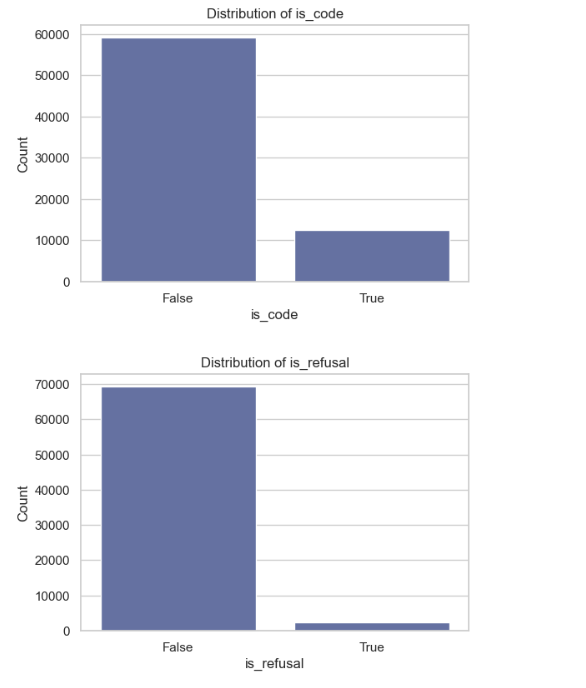 Distribution of is_code
60000
50000
40000
30000
20000
10000
0
Count
False True
is_code
Distribution of is_refusal
70000
60000
50000
40000
30000
20000
10000
0
Count
False True
is_refusal